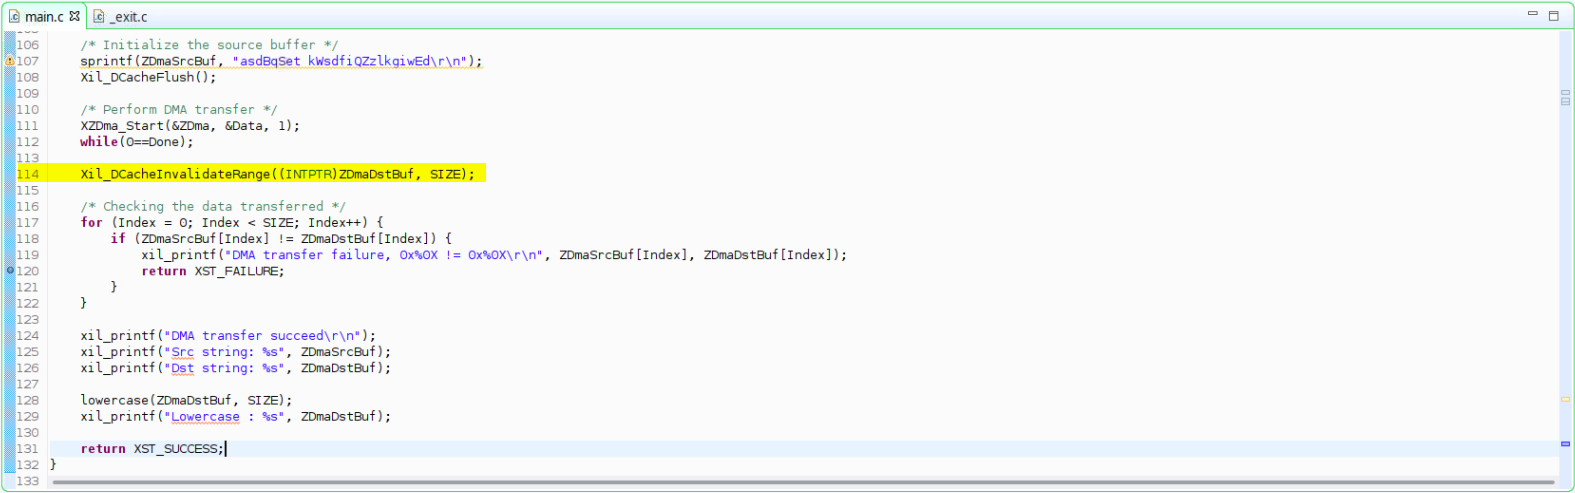 main.c _exit.c
106 /* Initialize the source buffer */
107 sprintf(ZDmaSrcBuf, "asdBqSet kWsdfiQZzlkgiwEd\r\n");
108 Xil_DCacheFlush();
109
110 /* Perform DMA transfer */
111 XZDma_Start(&ZDma, &Data, 1);
112 while(0==Done);
113
114 Xil_DCacheInvalidateRange((INTPTR)ZDmaDstBuf, SIZE);
115
116 /* Checking the data transferred */
117 for (Index = 0; Index < SIZE; Index++) {
118 if (ZDmaSrcBuf[Index] != ZDmaDstBuf[Index]) {
119 xil_printf("DMA transfer failure, 0x%0X != 0x%0X\r\n", ZDmaSrcBuf[Index], ZDmaDstBuf[Index]);
120 return XST_FAILURE;
121 }
122 }
123
124 xil_printf("DMA transfer succeed\r\n");
125 xil_printf("Src string: %s", ZDmaSrcBuf);
126 xil_printf("Dst string: %s", ZDmaDstBuf);
127
128 lowercase(ZDmaDstBuf, SIZE);
129 xil_printf("Lowercase : %s", ZDmaDstBuf);
130
131 return XST_SUCCESS;
132 }
133